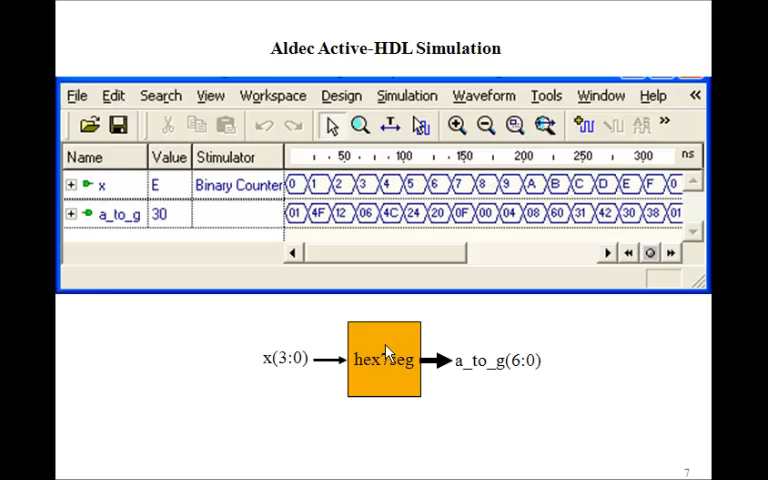 Aldec Active-HDL Simulation
File Edit Search View Workspace Design Simulation Waveform Tools Window Help
Name Value Stimulator 50 100 150 200 250 300 ns
x E Binary Counter 0 1 2 3 4 5 6 7 8 9 A B C D E F 0
a_to_g 30 01 4F 12 06 4C 24 20 0F 00 04 08 60 31 42 30 38 01
x(3:0) hex7seg a_to_g(6:0)
7